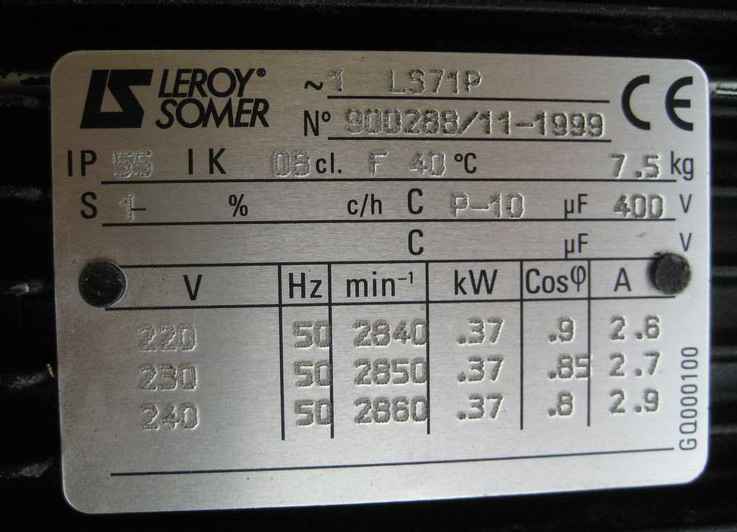 LEROY® SOMER
~1 LS71P
N° 900288/11-1999
CE
IP 55 IK 08 cl. F 40 °C 7.5 kg
S 1- % c/h C P-10 µF 400 V
C µF V
V Hz min⁻¹ kW Cosφ A
220 50 2840 .37 .9 2.6
230 50 2850 .37 .85 2.7
240 50 2860 .37 .8 2.9
GQ000100